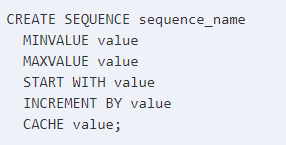 CREATE SEQUENCE sequence_name
MINVALUE value
MAXVALUE value
START WITH value
INCREMENT BY value
CACHE value;